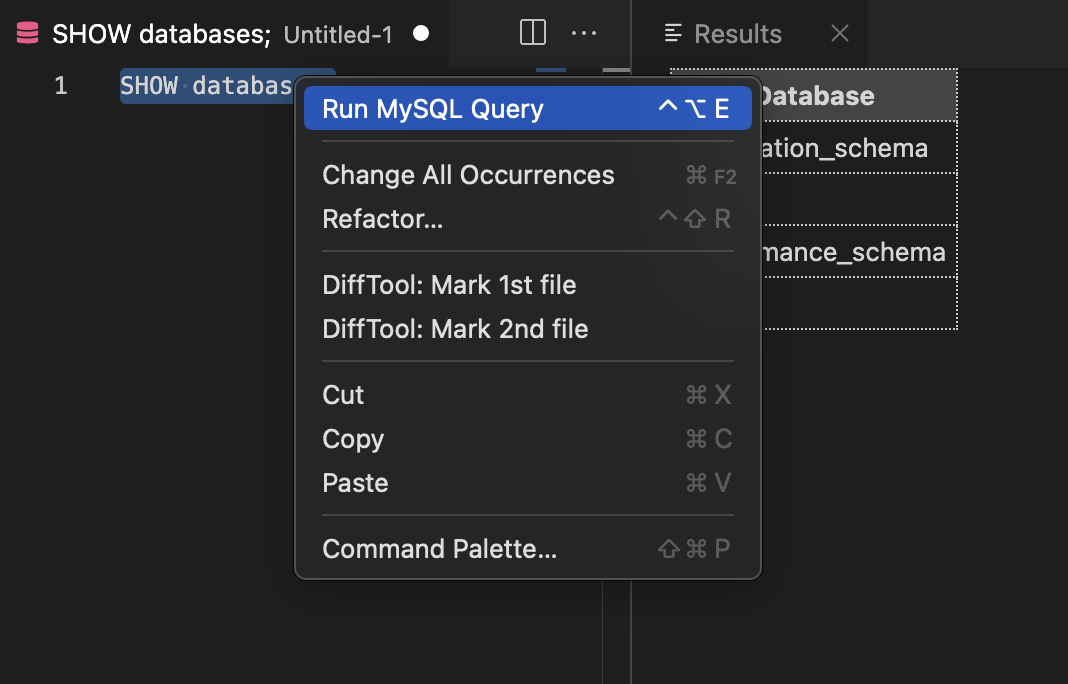 SHOW databases; Untitled-1
Results
1 SHOW databas
Database
ation_schema
mance_schema
Run MySQL Query ^⌥E
Change All Occurrences ⌘F2
Refactor... ^⇧R
DiffTool: Mark 1st file
DiffTool: Mark 2nd file
Cut ⌘X
Copy ⌘C
Paste ⌘V
Command Palette... ⇧⌘P